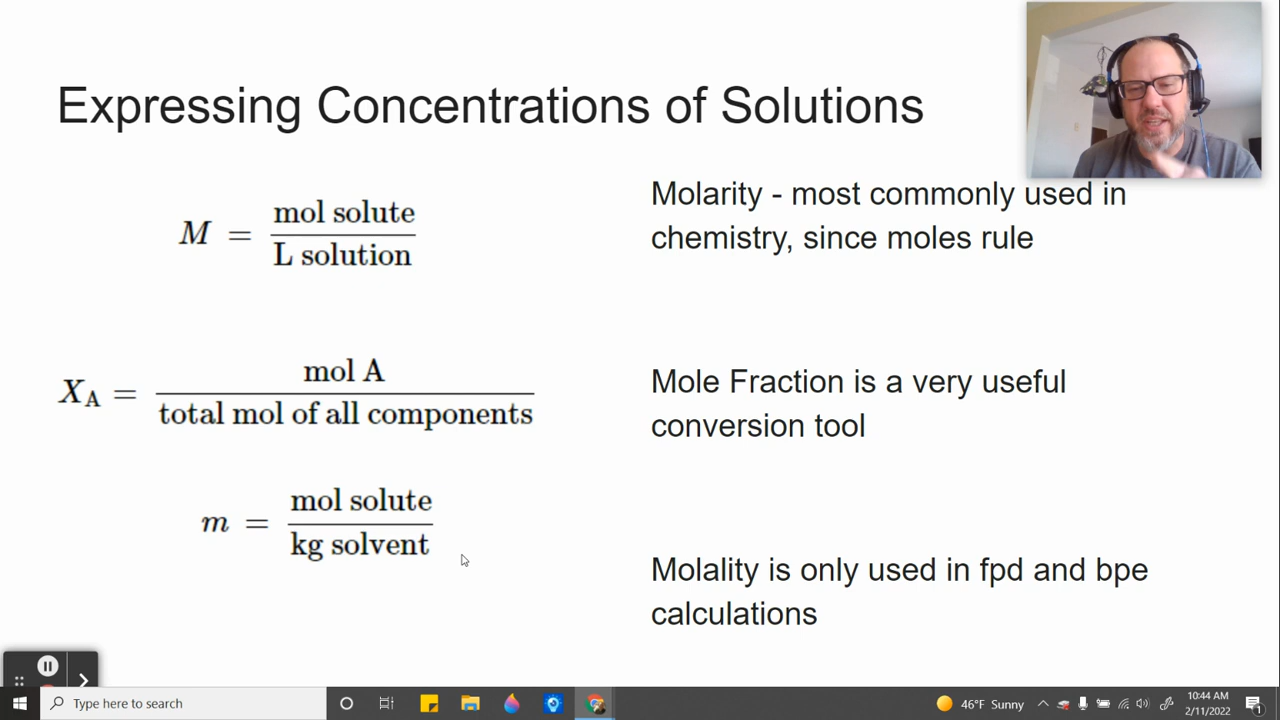 Expressing Concentrations of Solutions
M = mol solute / L solution
Molarity - most commonly used in
chemistry, since moles rule
X_A = mol A / total mol of all components
Mole Fraction is a very useful
conversion tool
m = mol solute / kg solvent
Molality is only used in fpd and bpe
calculations
Type here to search
46°F Sunny
10:44 AM
2/11/2022
1